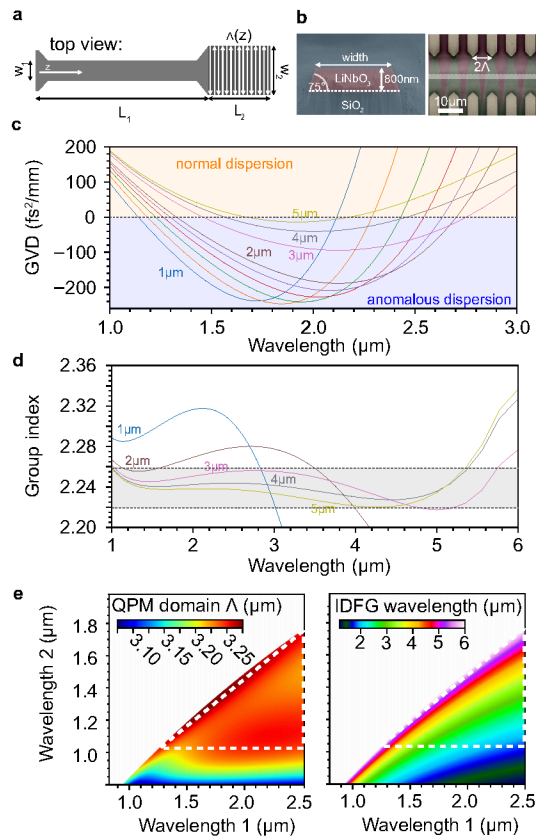 a
top view:
Λ(z)
w1
z
w2
L1
L2
b
width
LiNbO3
800nm
75°
SiO2
2Λ
10μm
c
200
100
0
−100
−200
GVD (fs²/mm)
normal dispersion
5μm
4μm
3μm
2μm
1μm
anomalous dispersion
1.0 1.5 2.0 2.5 3.0
Wavelength (μm)
d
2.36
2.32
2.28
2.24
2.20
Group index
1μm
2μm
3μm
4μm
5μm
1 2 3 4 5 6
Wavelength (μm)
e
QPM domain Λ (μm)
3.10 3.15 3.20 3.25
1.8
1.6
1.4
1.2
1.0
Wavelength 2 (μm)
1.0 1.5 2.0 2.5
Wavelength 1 (μm)
IDFG wavelength (μm)
2 3 4 5 6
1.0 1.5 2.0 2.5
Wavelength 1 (μm)